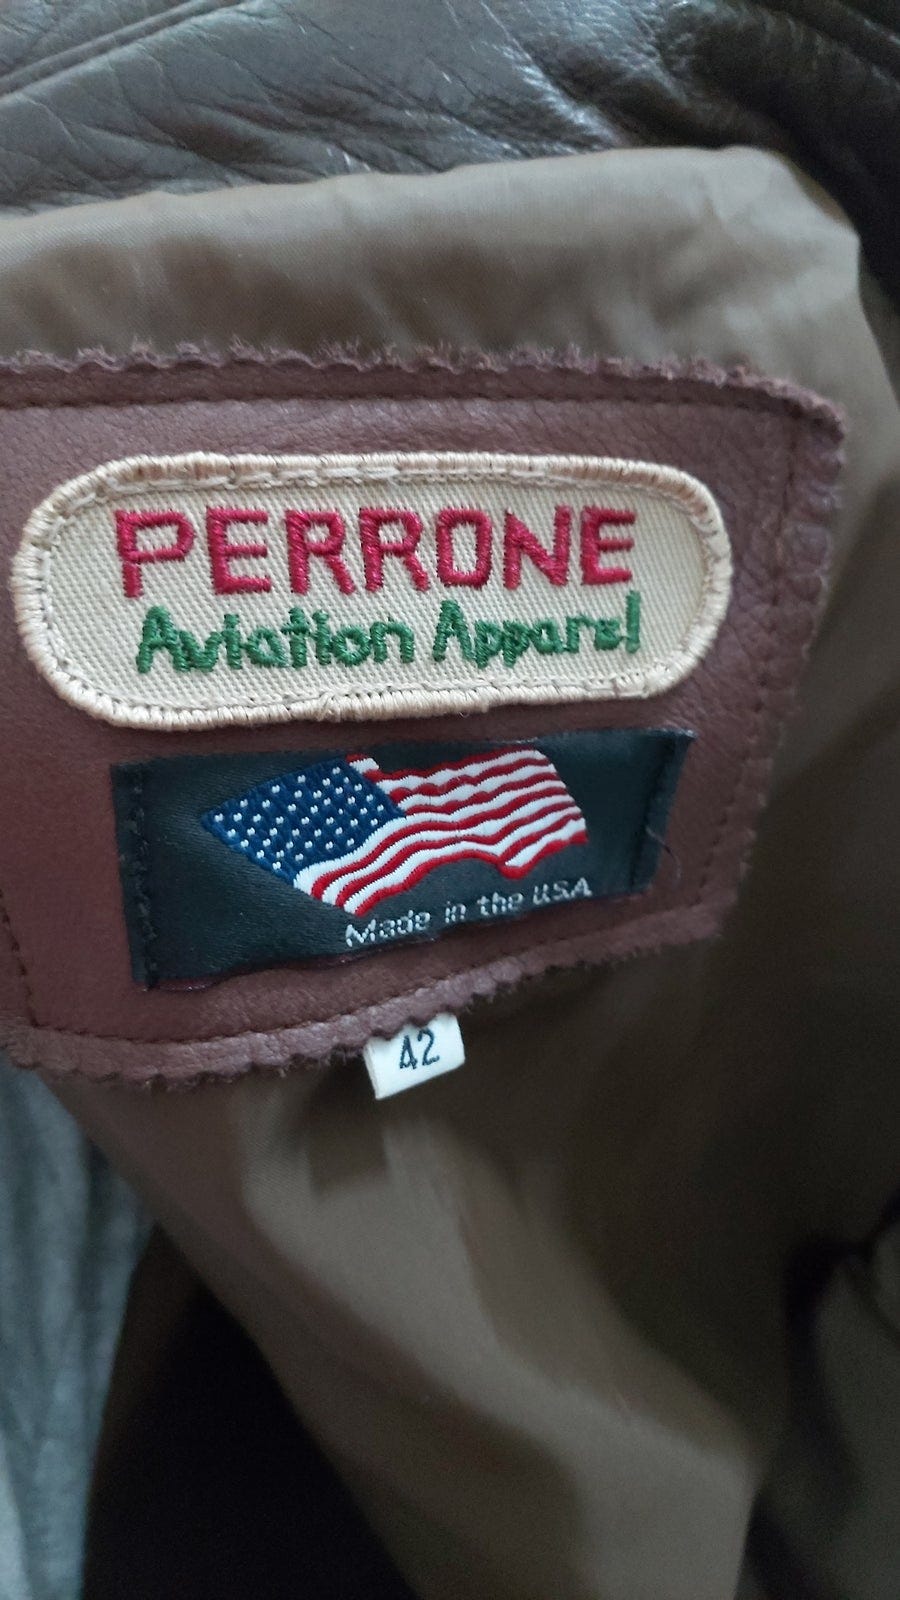 PERRONE
Aviation Apparel
Made in the USA
42